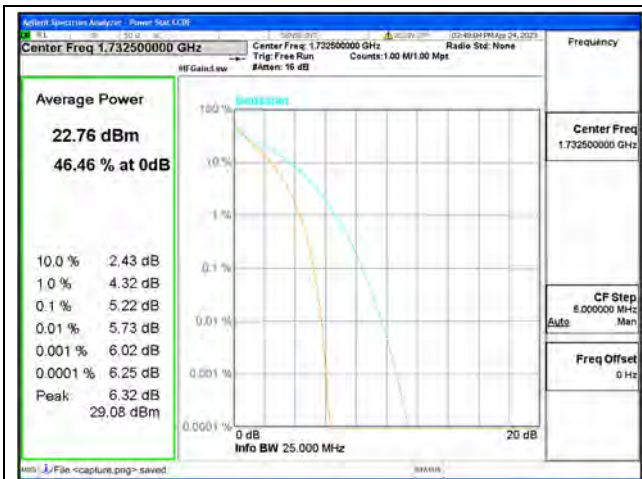 Agilent Spectrum Analyzer - Power Stat CCDF
Center Freq 1.732500000 GHz
Center Freq: 1.732500000 GHz
Radio Std: None
Trig: Free Run
Counts:1.00 M/1.00 Mpt
#IFGain:Low
#Atten: 16 dB
02:49:04 PM Apr 24, 2023
Frequency
Average Power
22.76 dBm
46.46 % at 0dB
10.0 % 2.43 dB
1.0 % 4.32 dB
0.1 % 5.22 dB
0.01 % 5.73 dB
0.001 % 6.02 dB
0.0001 % 6.25 dB
Peak 6.32 dB
29.08 dBm
Gaussian
100 %
10 %
1 %
0.1 %
0.01 %
0.001 %
0.0001 %
0 dB
20 dB
Info BW 25.000 MHz
Center Freq
1.732500000 GHz
CF Step
5.000000 MHz
Auto Man
Freq Offset
0 Hz
MSG
File <capture.png> saved
STATUS